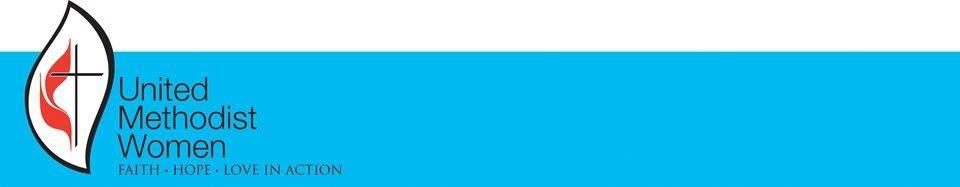 United
Methodist
Women
FAITH • HOPE • LOVE IN ACTION